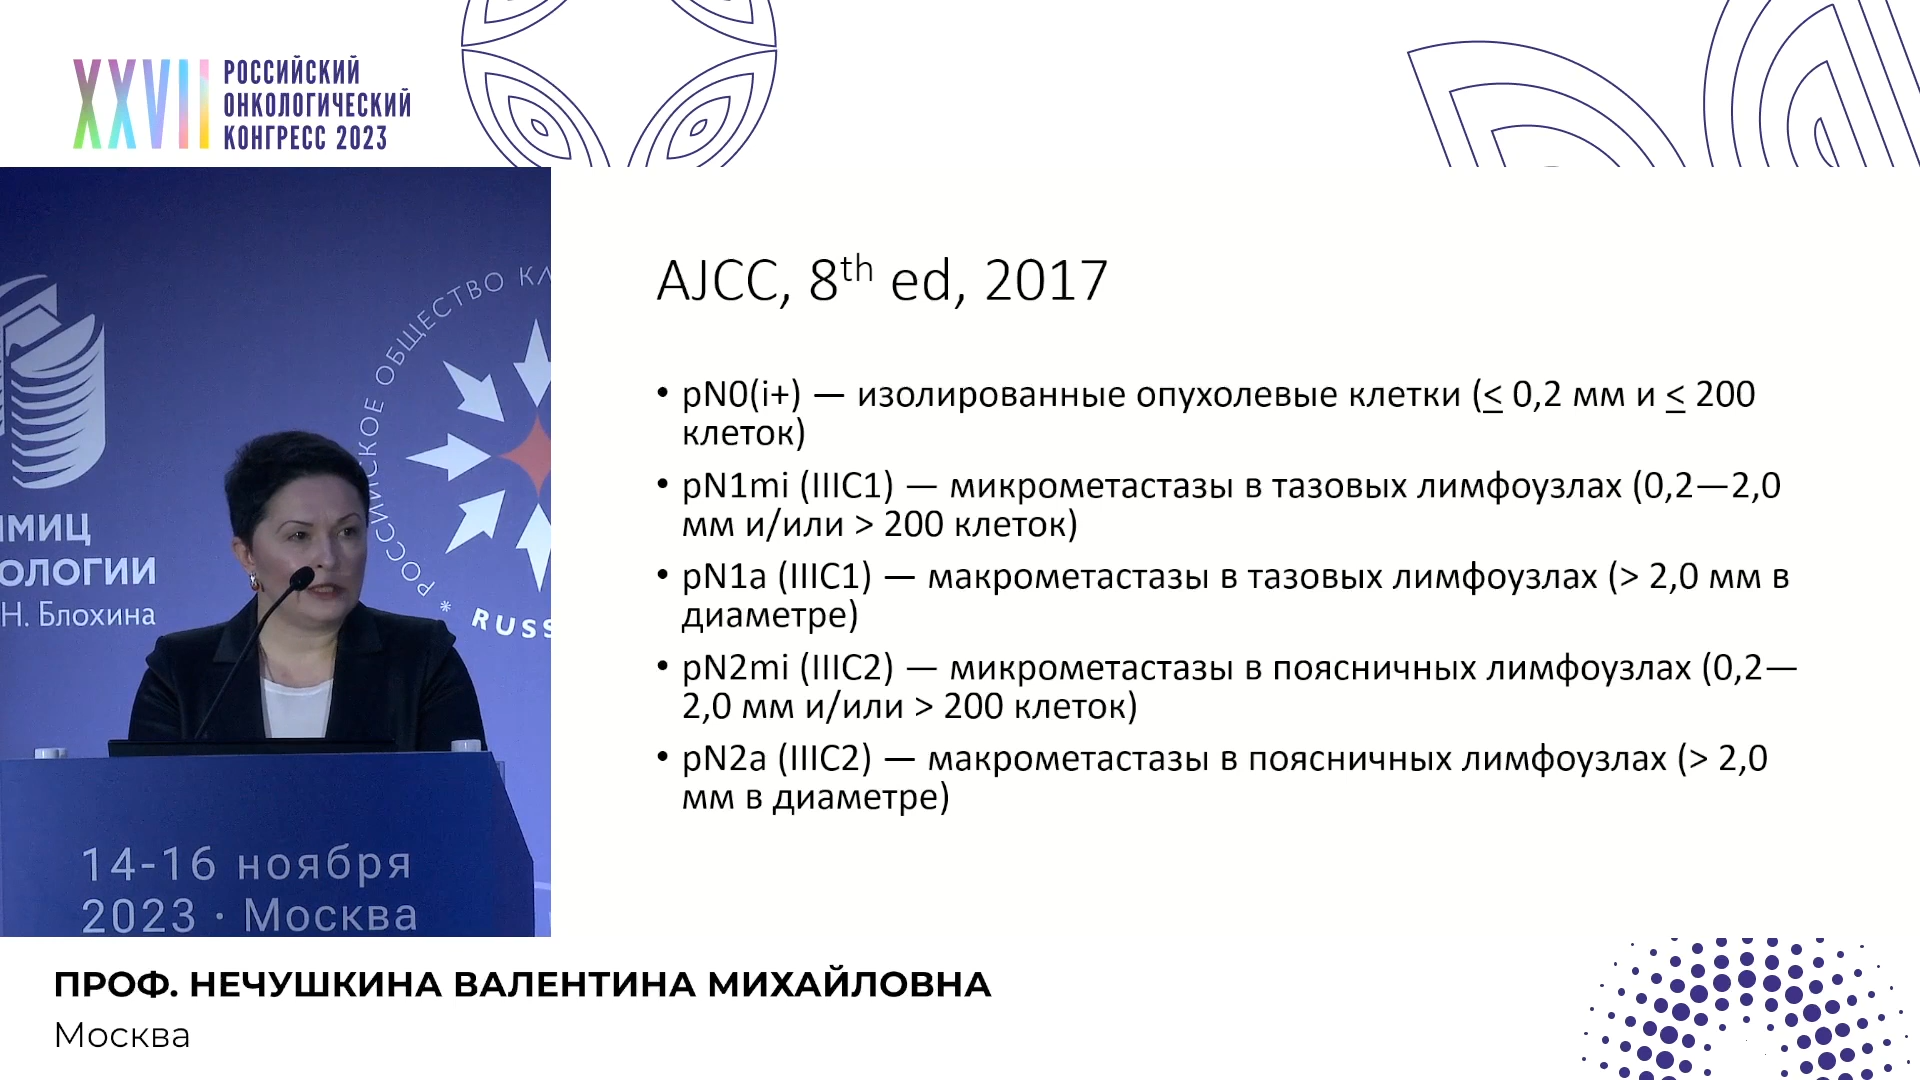 XXVII
РОССИЙСКИЙ
ОНКОЛОГИЧЕСКИЙ
КОНГРЕСС 2023
AJCC, 8th ed, 2017
• pN0(i+) — изолированные опухолевые клетки (≤ 0,2 мм и ≤ 200
клеток)
• pN1mi (IIIC1) — микрометастазы в тазовых лимфоузлах (0,2—2,0
мм и/или > 200 клеток)
• pN1a (IIIC1) — макрометастазы в тазовых лимфоузлах (> 2,0 мм в
диаметре)
• pN2mi (IIIC2) — микрометастазы в поясничных лимфоузлах (0,2—
2,0 мм и/или > 200 клеток)
• pN2a (IIIC2) — макрометастазы в поясничных лимфоузлах (> 2,0
мм в диаметре)
РОССИЙСКОЕ ОБЩЕСТВО
* RUSS
Н. Блохина
14-16 ноября
2023 · Москва
ПРОФ. НЕЧУШКИНА ВАЛЕНТИНА МИХАЙЛОВНА
Москва